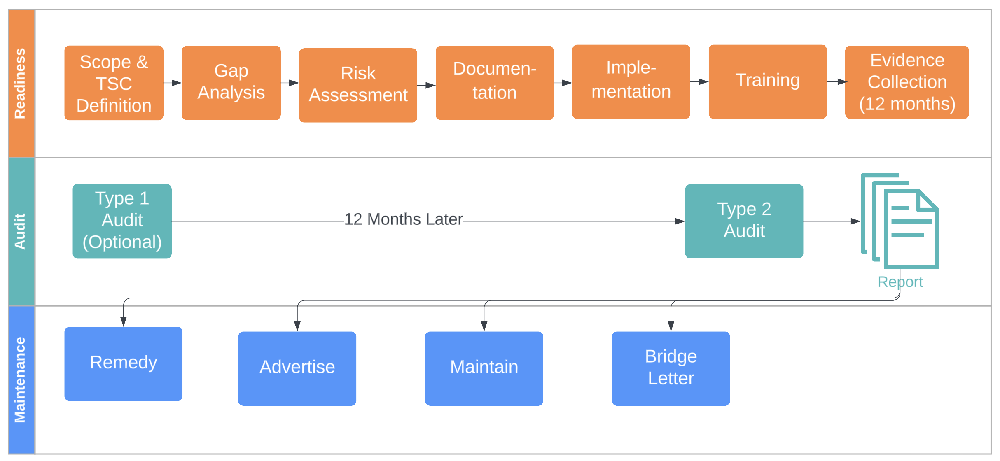 Readiness
Scope &
TSC
Definition
Gap
Analysis
Risk
Assessment
Documen-
tation
Imple-
mentation
Training
Evidence
Collection
(12 months)
Audit
Type 1
Audit
(Optional)
12 Months Later
Type 2
Audit
Report
Maintenance
Remedy
Advertise
Maintain
Bridge
Letter